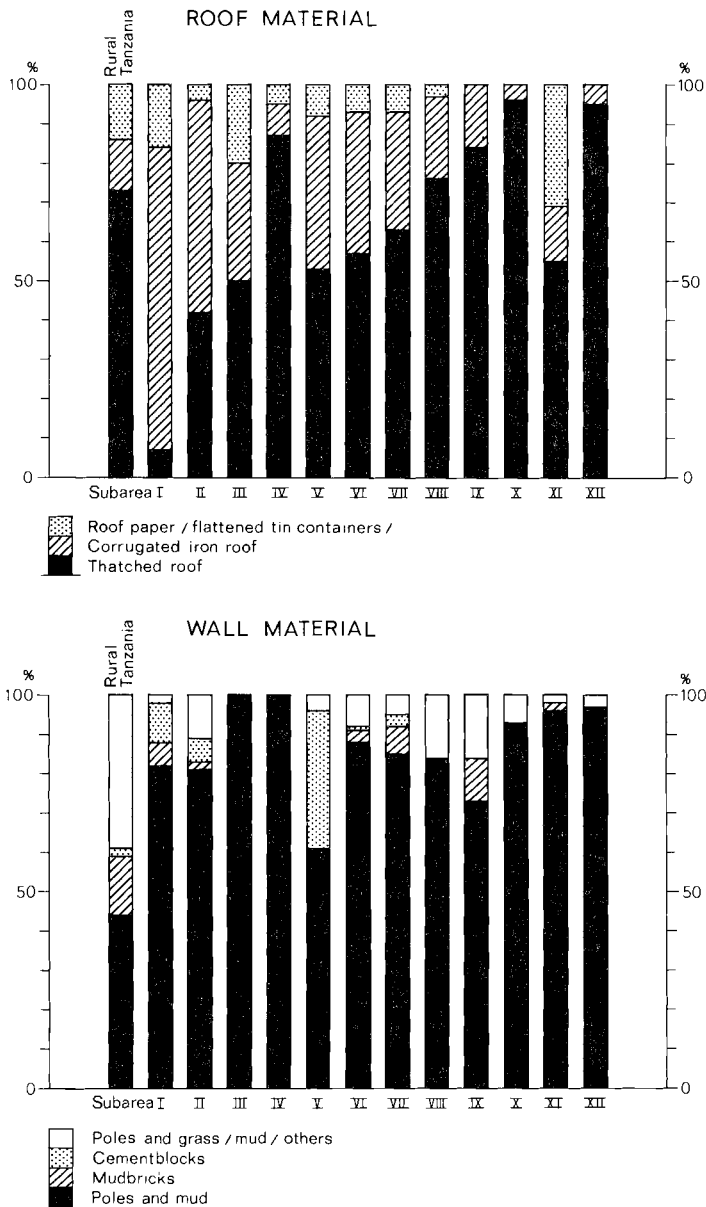 ROOF MATERIAL
Rural
Tanzania
%
%
100
100
50
50
0
0
Subarea I II III IV V VI VII VIII IX X XI XII
Roof paper / flattened tin containers /
Corrugated iron roof
Thatched roof
WALL MATERIAL
Rural
Tanzania
%
%
100
100
50
50
0
0
Subarea I II III IV V VI VII VIII IX X XI XII
Poles and grass / mud / others
Cementblocks
Mudbricks
Poles and mud